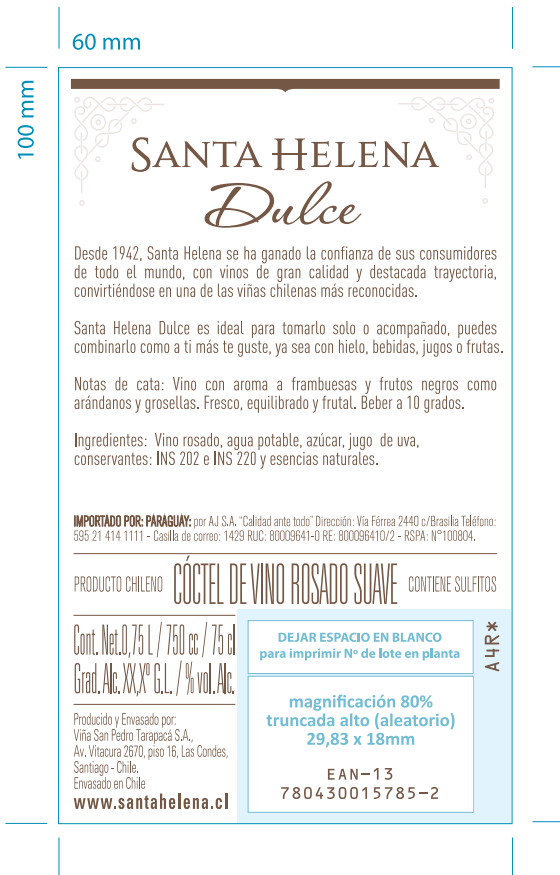 60 mm
100 mm
SANTA HELENA
Dulce
Desde 1942, Santa Helena se ha ganado la confianza de sus consumidores
de todo el mundo, con vinos de gran calidad y destacada trayectoria,
convirtiéndose en una de las viñas chilenas más reconocidas.
Santa Helena Dulce es ideal para tomarlo solo o acompañado, puedes
combinarlo como a ti más te guste, ya sea con hielo, bebidas, jugos o frutas.
Notas de cata: Vino con aroma a frambuesas y frutos negros como
arándanos y grosellas. Fresco, equilibrado y frutal. Beber a 10 grados.
Ingredientes: Vino rosado, agua potable, azúcar, jugo de uva,
conservantes: INS 202 e INS 220 y esencias naturales.
IMPORTADO POR: PARAGUAY: por AJ S.A. "Calidad ante todo" Dirección: Vía Férrea 2440 c/Brasilia Teléfono:
595 21 414 1111 - Casilla de correo: 1429 RUC: 80009641-0 RE: 800096410/2 - RSPA: N°100804.
PRODUCTO CHILENO CÓCTEL DE VINO ROSADO SUAVE CONTIENE SULFITOS
Cont. Net.0,75 L / 750 cc / 75 cl
Grad. Alc. XX,X° G.L. / % vol. Alc.
Producido y Envasado por:
Viña San Pedro Tarapacá S.A.,
Av. Vitacura 2670, piso 16, Las Condes,
Santiago - Chile.
Envasado en Chile
www.santahelena.cl
DEJAR ESPACIO EN BLANCO
para imprimir Nº de lote en planta
A4R*
magnificación 80%
truncada alto (aleatorio)
29,83 x 18mm
EAN-13
780430015785-2